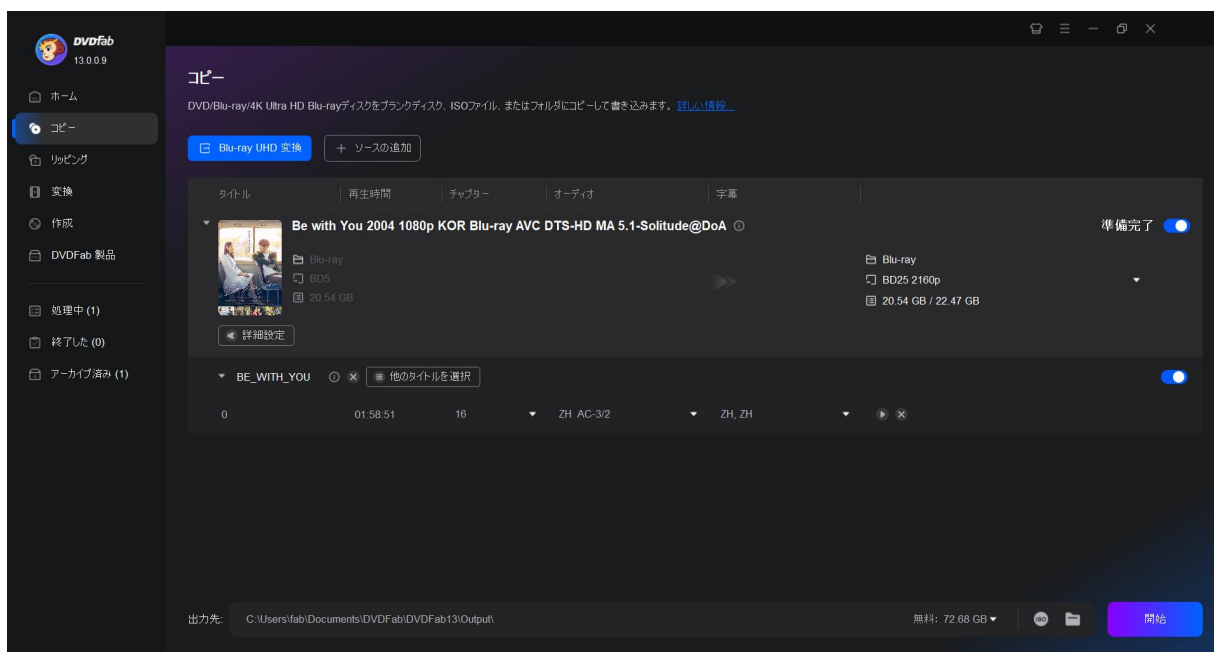 DVDFab
13.0.0.9
ホーム
コピー
リッピング
変換
作成
DVDFab 製品
処理中 (1)
終了した (0)
アーカイブ済み (1)
コピー
DVD/Blu-ray/4K Ultra HD Blu-rayディスクをブランクディスク、ISOファイル、またはフォルダにコピーして書き込みます。 詳しい情報...
Blu-ray UHD 変換
ソースの追加
タイトル 再生時間 チャプター オーディオ 字幕
Be with You 2004 1080p KOR Blu-ray AVC DTS-HD MA 5.1-Solitude@DoA
準備完了
Blu-ray
BD5
20.54 GB
Blu-ray
BD25 2160p
20.54 GB / 22.47 GB
詳細設定
BE_WITH_YOU 他のタイトルを選択
0 01:58:51 16 ZH AC-3/2 ZH, ZH
出力先: C:\Users\fab\Documents\DVDFab\DVDFab13\Output\ 無料: 72.68 GB ISO 開始